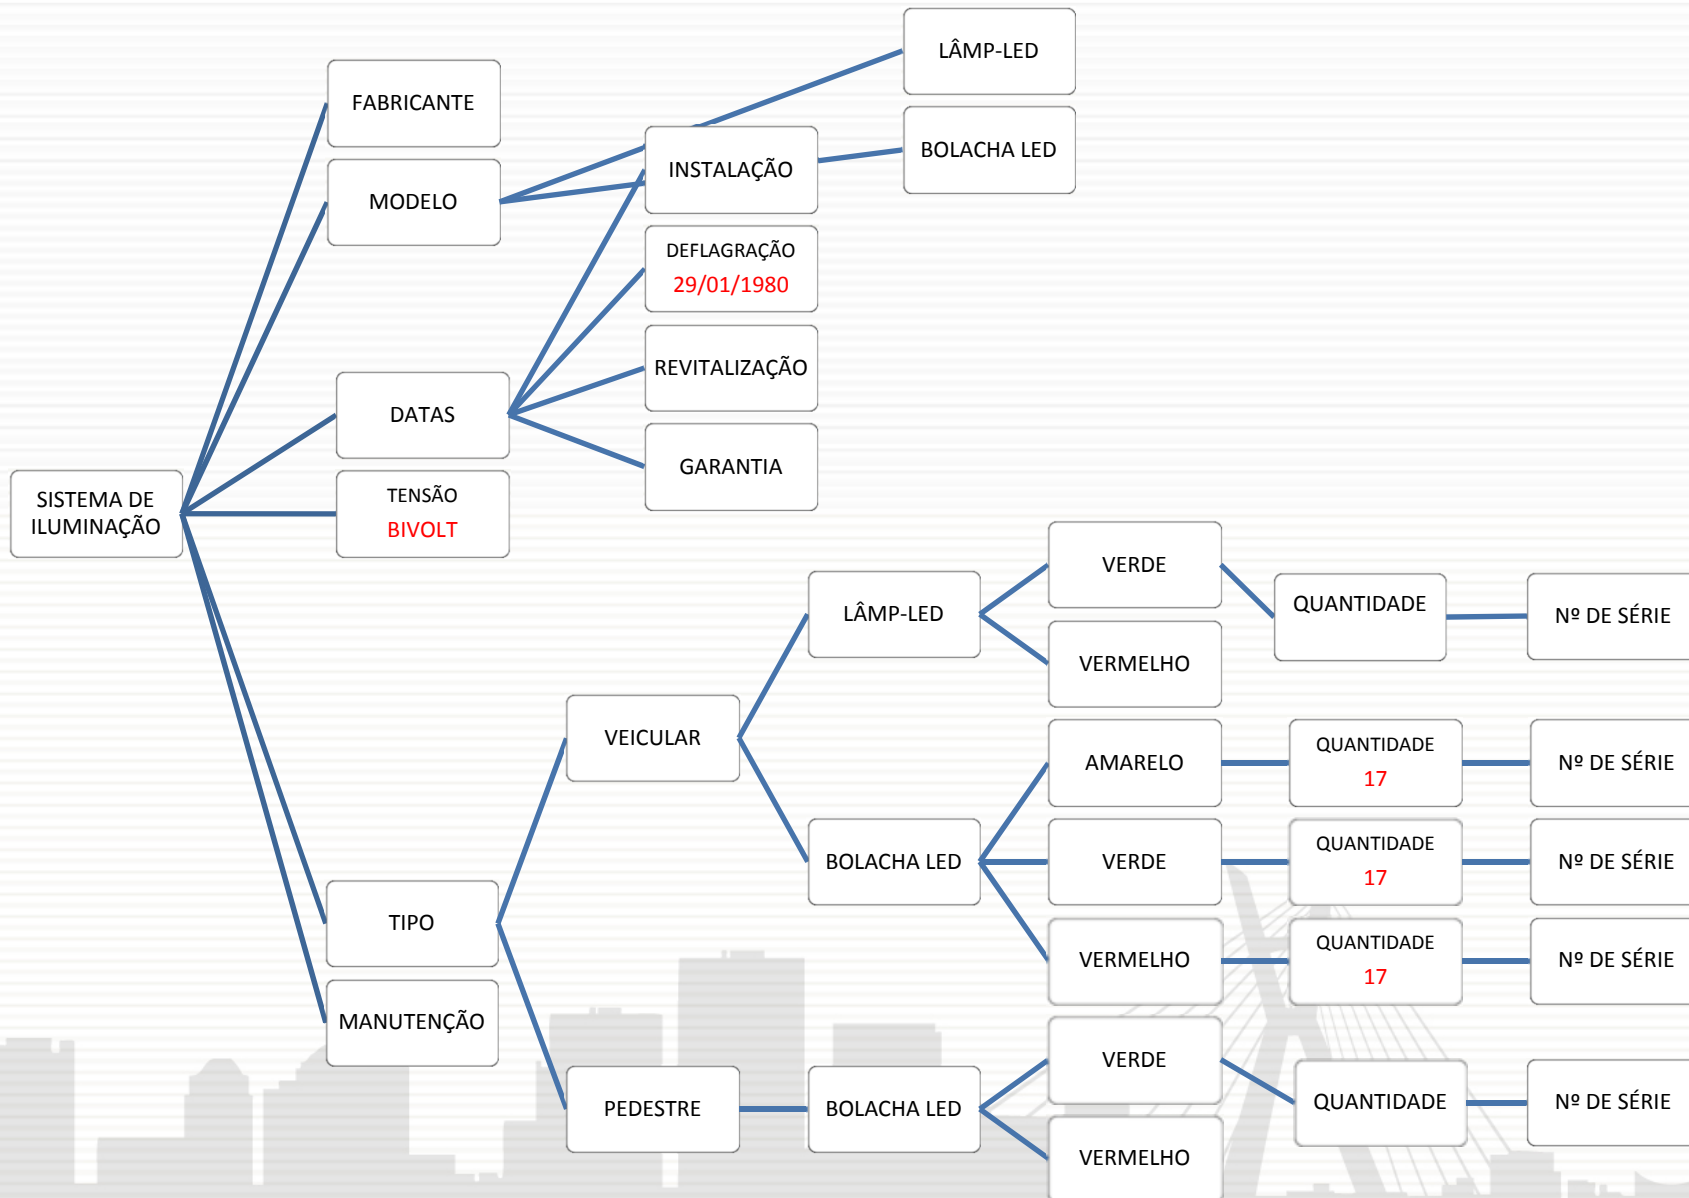 SISTEMA DE
ILUMINAÇÃO
FABRICANTE
MODELO
LÂMP-LED
BOLACHA LED
DATAS
INSTALAÇÃO
DEFLAGRAÇÃO
29/01/1980
REVITALIZAÇÃO
GARANTIA
TENSÃO
BIVOLT
TIPO
VEICULAR
LÂMP-LED
VERDE
QUANTIDADE
Nº DE SÉRIE
VERMELHO
BOLACHA LED
AMARELO
QUANTIDADE
17
Nº DE SÉRIE
VERDE
QUANTIDADE
17
Nº DE SÉRIE
VERMELHO
QUANTIDADE
17
Nº DE SÉRIE
PEDESTRE
BOLACHA LED
VERDE
QUANTIDADE
Nº DE SÉRIE
VERMELHO
MANUTENÇÃO